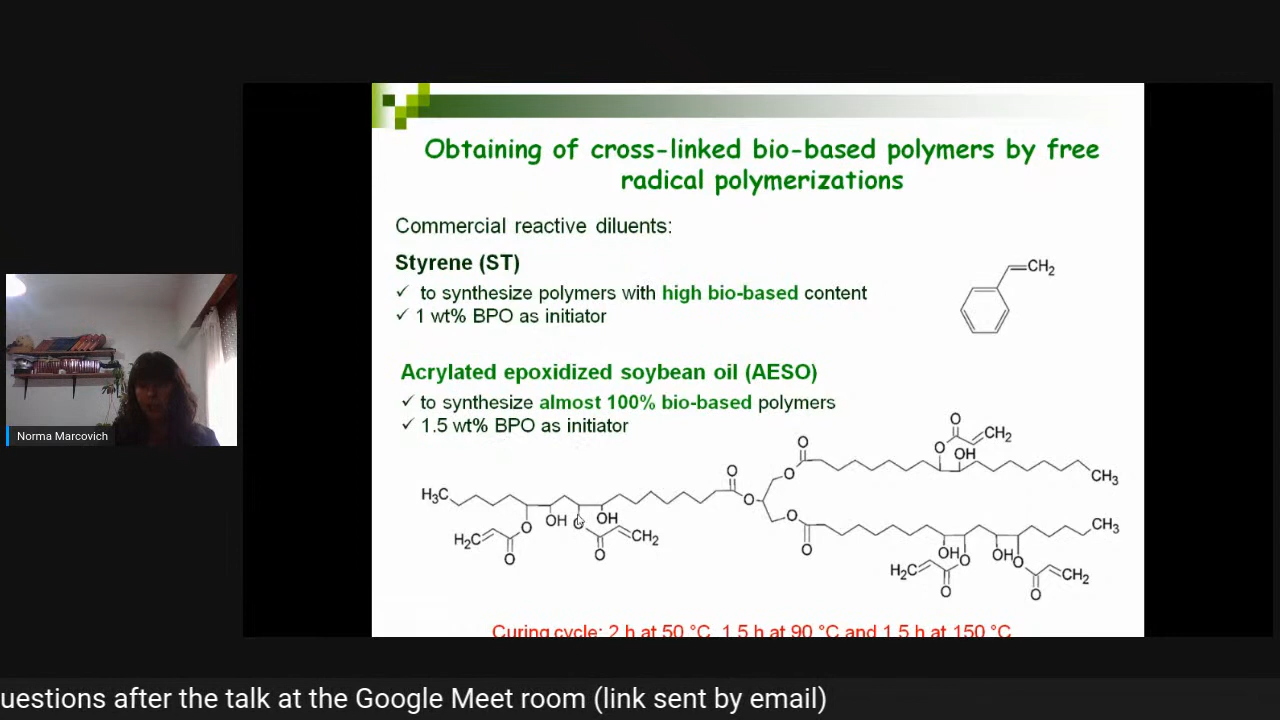 Obtaining of cross-linked bio-based polymers by free
radical polymerizations
Commercial reactive diluents:
Styrene (ST)
✓ to synthesize polymers with high bio-based content
✓ 1 wt% BPO as initiator
CH2
Acrylated epoxidized soybean oil (AESO)
✓ to synthesize almost 100% bio-based polymers
✓ 1.5 wt% BPO as initiator
O
CH2
O
O
OH
CH3
O
O
H3C
O
O
OH
OH
O
O
H2C
O
CH2
O
O
O
CH3
OH
O
OH
O
H2C
O
CH2
O
Curing cycle: 2 h at 50 °C, 1.5 h at 90 °C and 1.5 h at 150 °C
Norma Marcovich
uestions after the talk at the Google Meet room (link sent by email)